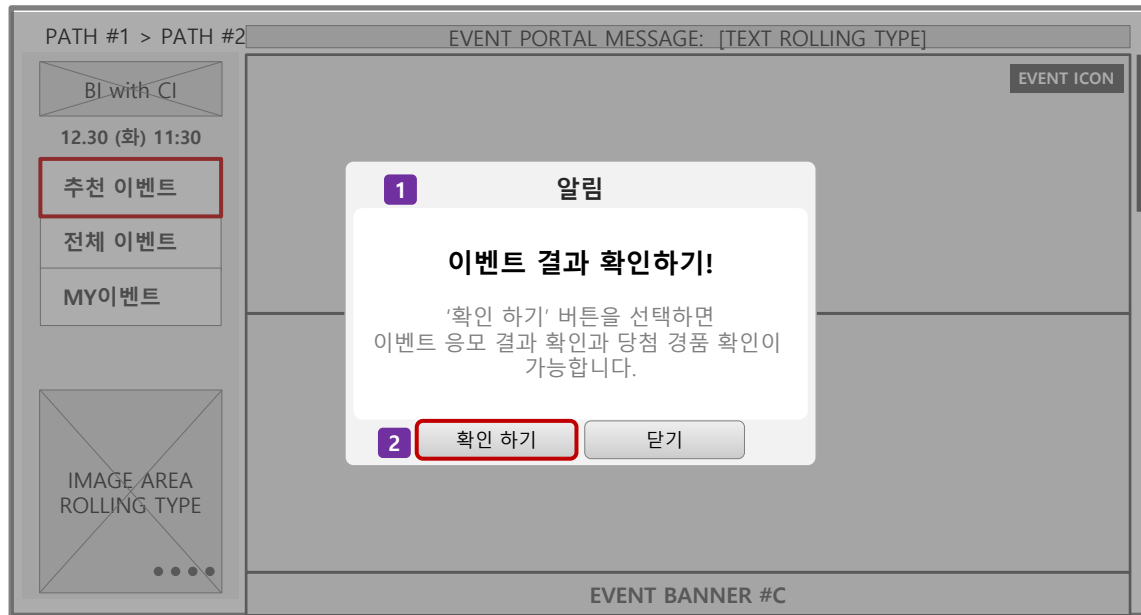 PATH #1 > PATH #2
EVENT PORTAL MESSAGE: [TEXT ROLLING TYPE]
BI with CI
12.30 (화) 11:30
추천 이벤트
전체 이벤트
MY이벤트
IMAGE AREA
ROLLING TYPE
EVENT ICON
1
알림
이벤트 결과 확인하기!
‘확인 하기’ 버튼을 선택하면
이벤트 응모 결과 확인과 당첨 경품 확인이
가능합니다.
2
확인 하기
닫기
EVENT BANNER #C